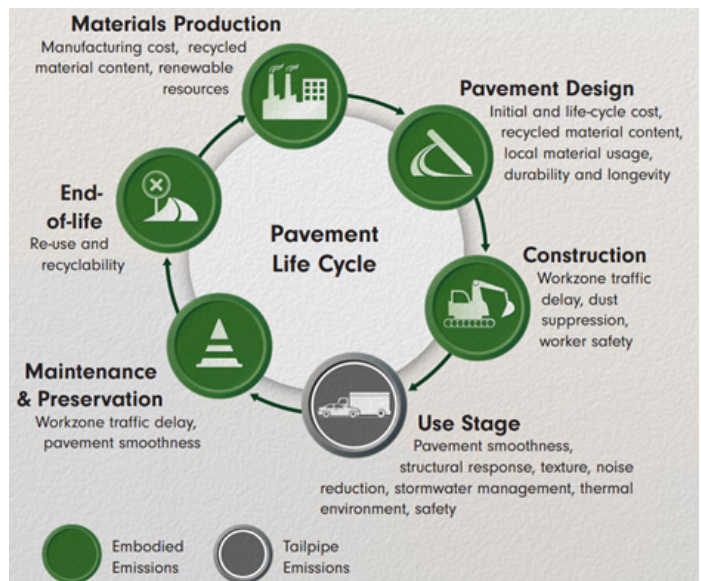 Materials Production
Manufacturing cost, recycled
material content, renewable
resources
Pavement Design
Initial and life-cycle cost,
recycled material content,
local material usage,
durability and longevity
Construction
Workzone traffic
delay, dust
suppression,
worker safety
Use Stage
Pavement smoothness,
structural response, texture, noise
reduction, stormwater management, thermal
environment, safety
Maintenance
& Preservation
Workzone traffic delay,
pavement smoothness
End-
of-life
Re-use and
recyclability
Pavement
Life Cycle
Embodied
Emissions
Tailpipe
Emissions